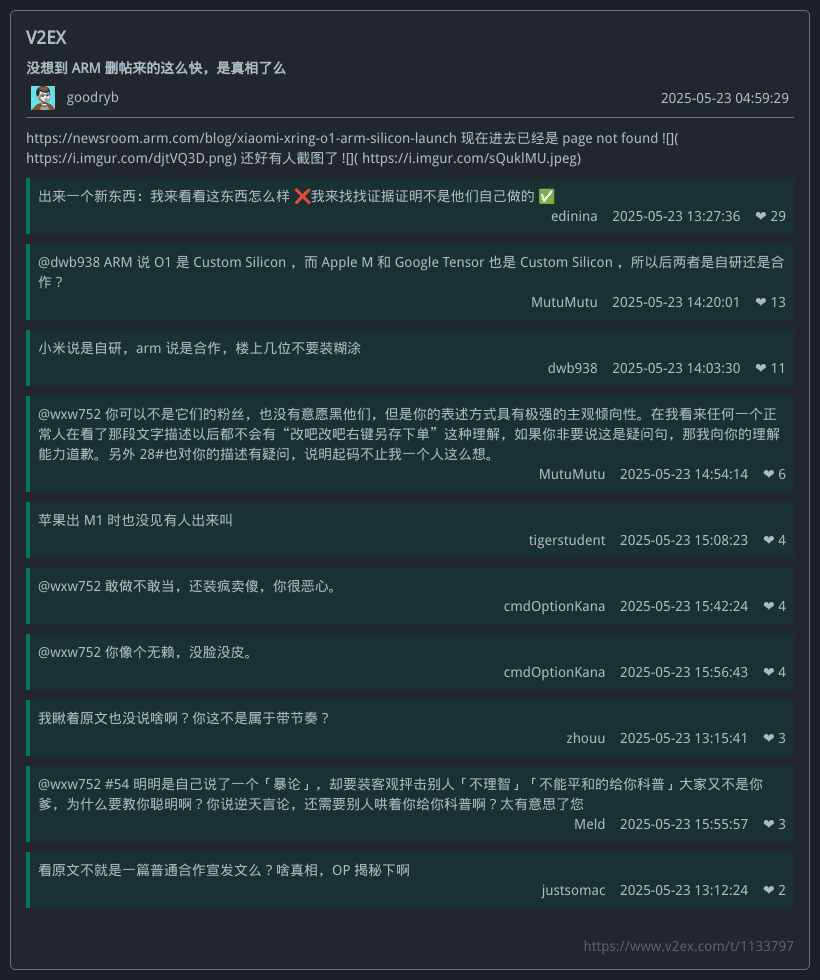 V2EX
没想到 ARM 删帖来的这么快，是真相了么
goodryb 2025-05-23 04:59:29
https://newsroom.arm.com/blog/xiaomi-xring-o1-arm-silicon-launch 现在进去已经是 page not found ![](
https://i.imgur.com/djtVQ3D.png) 还好有人截图了 ![]( https://i.imgur.com/sQuklMU.jpeg)
出来一个新东西：我来看看这东西怎么样 ❌我来找找证据证明不是他们自己做的 ✅
edinina 2025-05-23 13:27:36 ❤ 29
@dwb938 ARM 说 O1 是 Custom Silicon ，而 Apple M 和 Google Tensor 也是 Custom Silicon ，所以后两者是自研还是合
作？
MutuMutu 2025-05-23 14:20:01 ❤ 13
小米说是自研，arm 说是合作，楼上几位不要装糊涂
dwb938 2025-05-23 14:03:30 ❤ 11
@wxw752 你可以不是它们的粉丝，也没有意愿黑他们，但是你的表述方式具有极强的主观倾向性。在我看来任何一个正
常人在看了那段文字描述以后都不会有“改吧改吧右键另存下单”这种理解，如果你非要说这是疑问句，那我向你的理解
能力道歉。另外 28#也对你的描述有疑问，说明起码不止我一个人这么想。
MutuMutu 2025-05-23 14:54:14 ❤ 6
苹果出 M1 时也没见有人出来叫
tigerstudent 2025-05-23 15:08:23 ❤ 4
@wxw752 敢做不敢当，还装疯卖傻，你很恶心。
cmdOptionKana 2025-05-23 15:42:24 ❤ 4
@wxw752 你像个无赖，没脸没皮。
cmdOptionKana 2025-05-23 15:56:43 ❤ 4
我瞅着原文也没说啥啊？你这不是属于带节奏？
zhouu 2025-05-23 13:15:41 ❤ 3
@wxw752 #54 明明是自己说了一个「暴论」，却要装客观抨击别人「不理智」「不能平和的给你科普」大家又不是你
爹，为什么要教你聪明啊？你说逆天言论，还需要别人哄着你给你科普啊？太有意思了您
Meld 2025-05-23 15:55:57 ❤ 3
看原文不就是一篇普通合作宣发文么？啥真相，OP 揭秘下啊
justsomac 2025-05-23 13:12:24 ❤ 2
https://www.v2ex.com/t/1133797